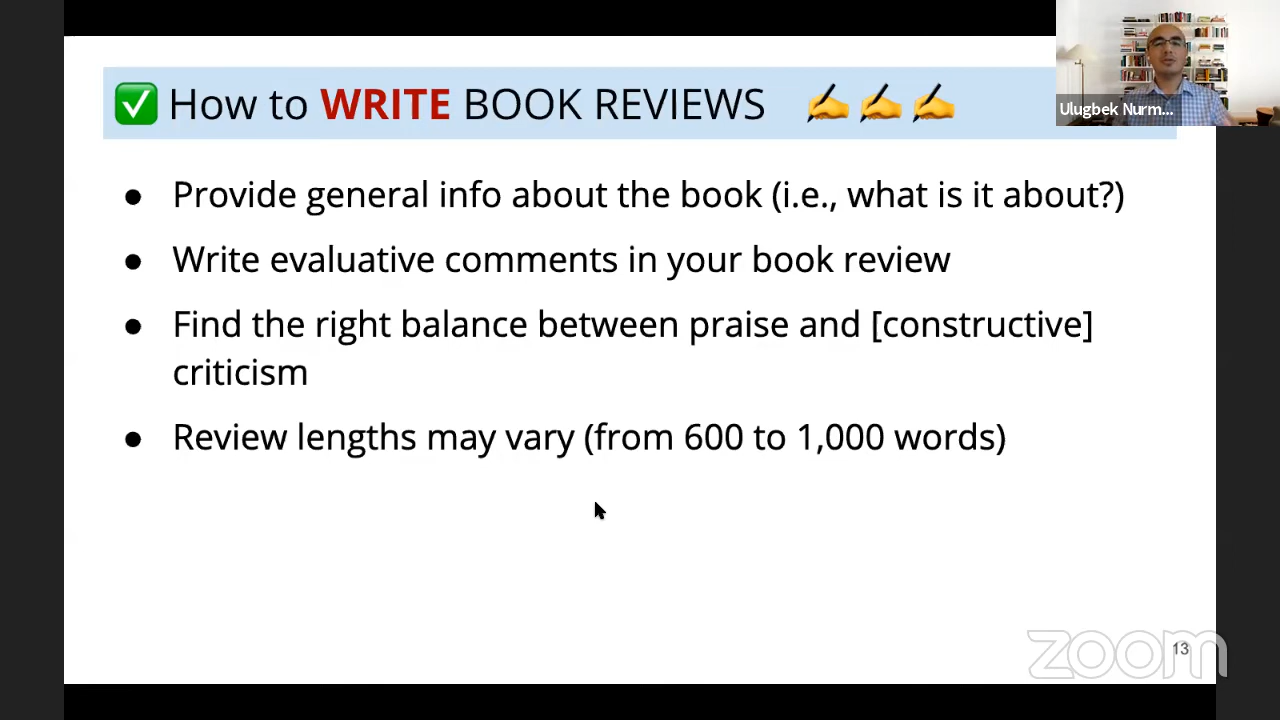 ✅ How to WRITE BOOK REVIEWS ✍✍✍
Ulugbek Nurm...
● Provide general info about the book (i.e., what is it about?)
● Write evaluative comments in your book review
● Find the right balance between praise and [constructive]
criticism
● Review lengths may vary (from 600 to 1,000 words)
zoom
13